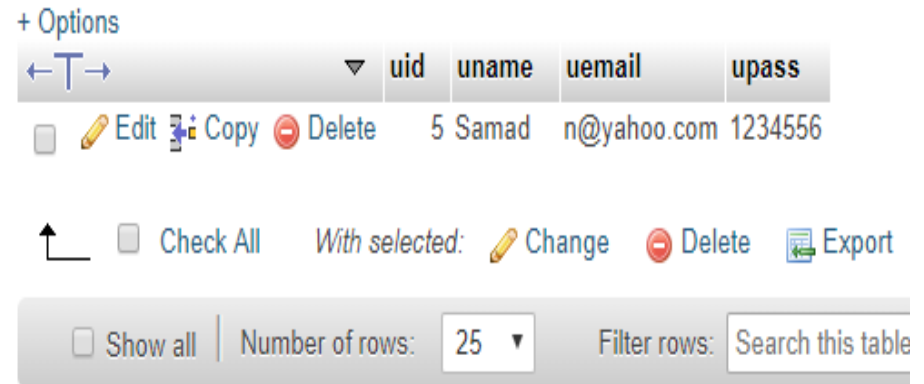 + Options
←T→ ▼ uid uname uemail upass
Edit Copy Delete 5 Samad n@yahoo.com 1234556
Check All With selected: Change Delete Export
Show all Number of rows: 25 ▼ Filter rows: Search this table